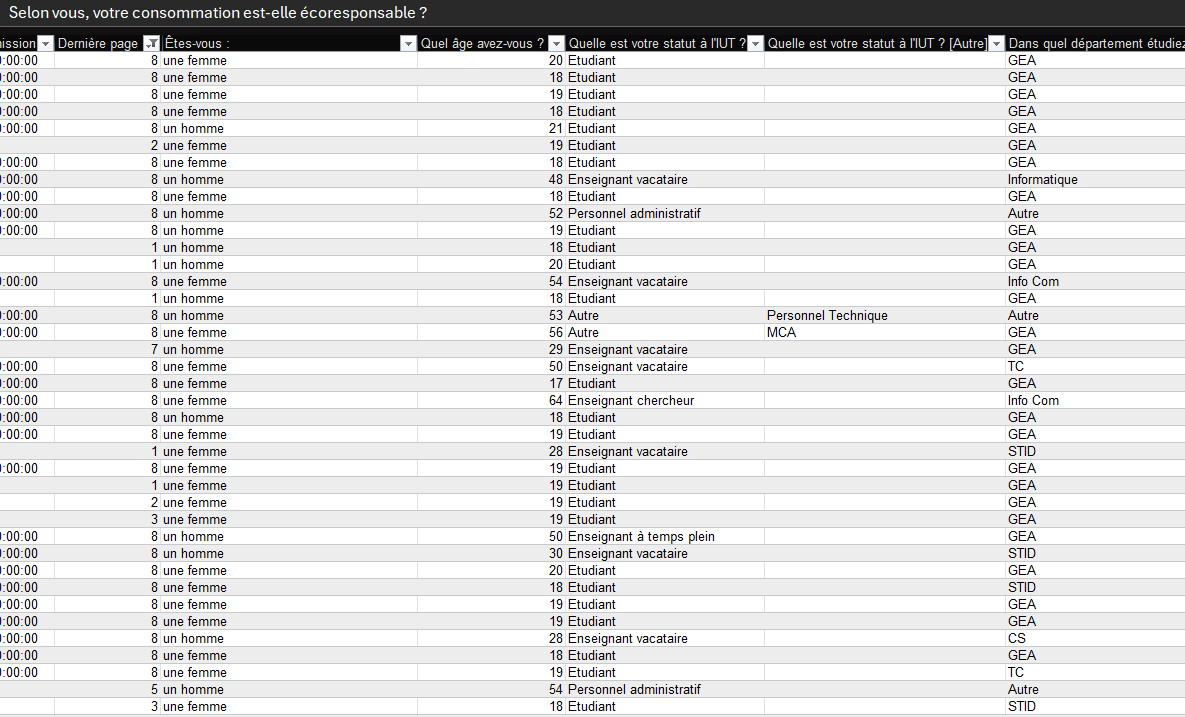 Selon vous, votre consommation est-elle écoresponsable ?
ission Dernière page Êtes-vous : Quel âge avez-vous ? Quelle est votre statut à l'IUT ? Quelle est votre statut à l'IUT ? [Autre] Dans quel département étudiez
0:00:00 8 une femme 20 Etudiant GEA
0:00:00 8 une femme 18 Etudiant GEA
0:00:00 8 une femme 19 Etudiant GEA
0:00:00 8 une femme 18 Etudiant GEA
0:00:00 8 un homme 21 Etudiant GEA
2 une femme 19 Etudiant GEA
0:00:00 8 une femme 18 Etudiant GEA
0:00:00 8 un homme 48 Enseignant vacataire Informatique
0:00:00 8 une femme 18 Etudiant GEA
0:00:00 8 un homme 52 Personnel administratif Autre
0:00:00 8 un homme 19 Etudiant GEA
1 un homme 18 Etudiant GEA
1 un homme 20 Etudiant GEA
0:00:00 8 une femme 54 Enseignant vacataire Info Com
1 un homme 18 Etudiant GEA
0:00:00 8 un homme 53 Autre Personnel Technique Autre
0:00:00 8 une femme 56 Autre MCA GEA
7 un homme 29 Enseignant vacataire GEA
0:00:00 8 une femme 50 Enseignant vacataire TC
0:00:00 8 une femme 17 Etudiant GEA
0:00:00 8 une femme 64 Enseignant chercheur Info Com
0:00:00 8 un homme 18 Etudiant GEA
0:00:00 8 une femme 19 Etudiant GEA
1 une femme 28 Enseignant vacataire STID
0:00:00 8 une femme 19 Etudiant GEA
1 une femme 19 Etudiant GEA
2 une femme 19 Etudiant GEA
3 une femme 19 Etudiant GEA
0:00:00 8 un homme 50 Enseignant à temps plein GEA
0:00:00 8 un homme 30 Enseignant vacataire STID
0:00:00 8 une femme 20 Etudiant GEA
0:00:00 8 une femme 18 Etudiant STID
0:00:00 8 une femme 19 Etudiant GEA
0:00:00 8 une femme 19 Etudiant GEA
0:00:00 8 un homme 28 Enseignant vacataire CS
0:00:00 8 une femme 18 Etudiant GEA
0:00:00 8 une femme 19 Etudiant TC
5 un homme 54 Personnel administratif Autre
3 une femme 18 Etudiant STID